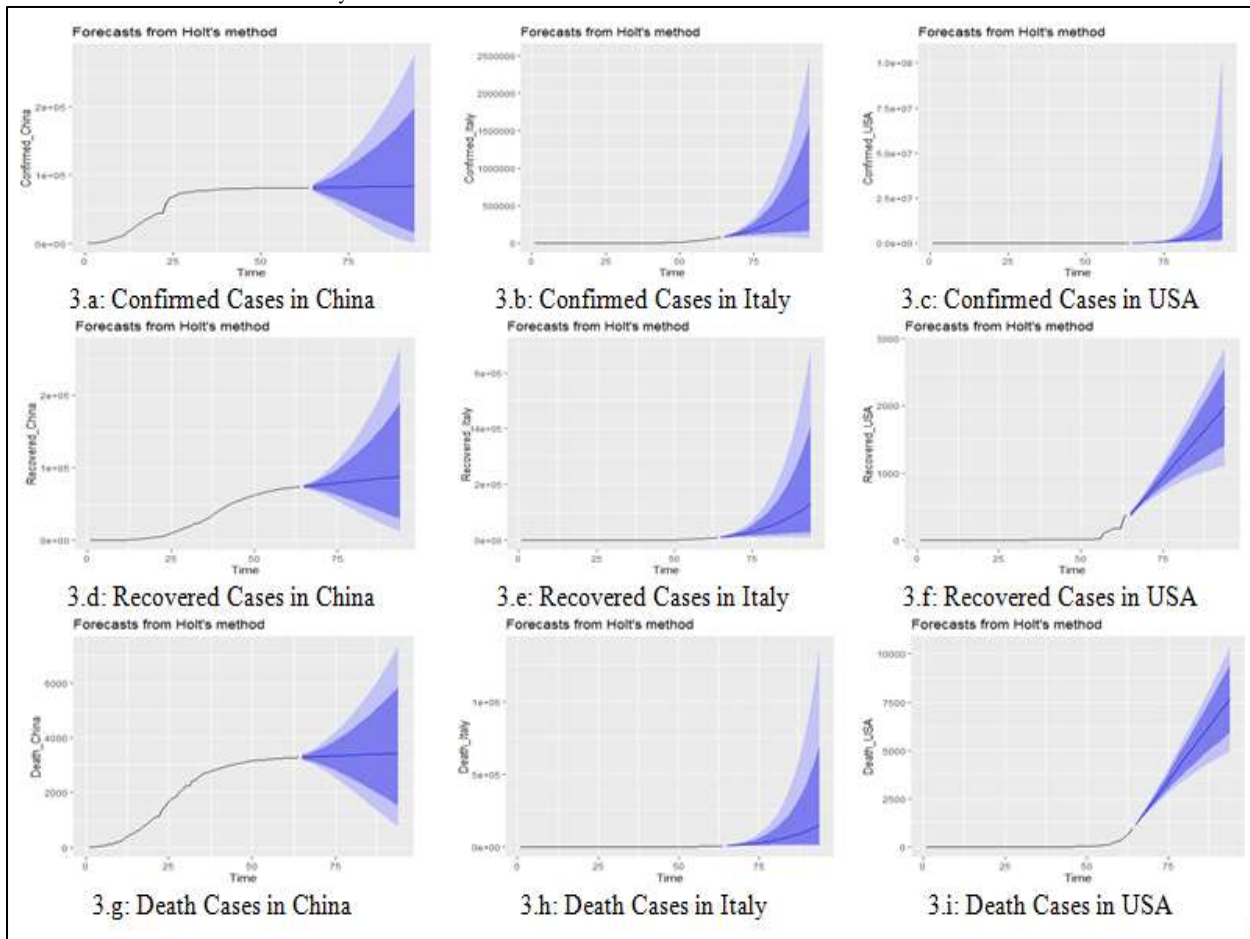 Forecasts from Holt's method
Forecasts from Holt's method
Forecasts from Holt's method
Confirmed_China
2e+05
1e+05
0e+00
0 25 50 75
Time
Confirmed_Italy
2500000
2000000
1500000
1000000
500000
0
0 25 50 75
Time
Confirmed_USA
1.0e+08
7.5e+07
5.0e+07
2.5e+07
0.0e+00
0 25 50 75
Time
3.a: Confirmed Cases in China
3.b: Confirmed Cases in Italy
3.c: Confirmed Cases in USA
Forecasts from Holt's method
Forecasts from Holt's method
Forecasts from Holt's method
Recovered_China
2e+05
1e+05
0e+00
0 25 50 75
Time
Recovered_Italy
6e+05
4e+05
2e+05
0e+00
0 25 50 75
Time
Recovered_USA
2000
1000
0
0 25 50 75
Time
3.d: Recovered Cases in China
3.e: Recovered Cases in Italy
3.f: Recovered Cases in USA
Forecasts from Holt's method
Forecasts from Holt's method
Forecasts from Holt's method
Death_China
6000
4000
2000
0
0 25 50 75
Time
Death_Italy
1e+06
5e+05
0e+00
0 25 50 75
Time
Death_USA
10000
7500
5000
2500
0
0 25 50 75
Time
3.g: Death Cases in China
3.h: Death Cases in Italy
3.i: Death Cases in USA